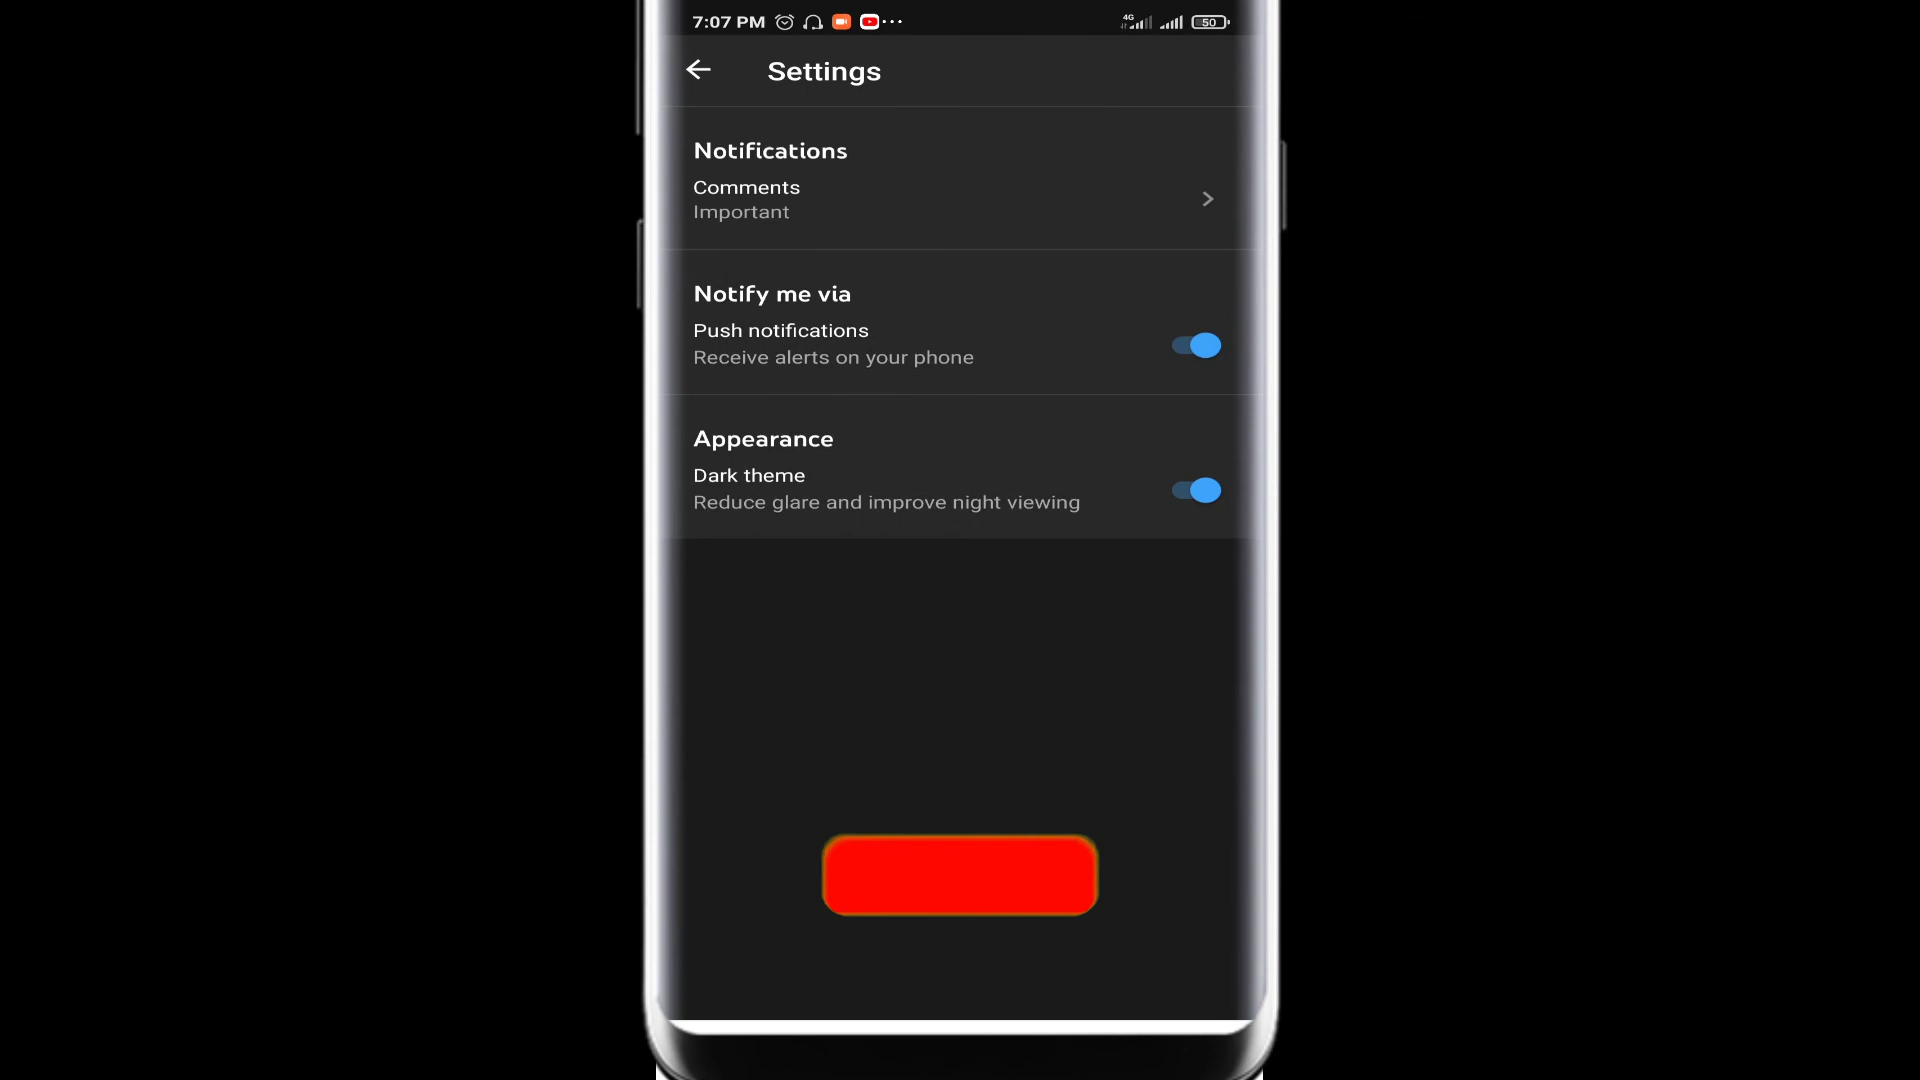 7:07 PM 4G 50
Settings
Notifications
Comments
Important
Notify me via
Push notifications
Receive alerts on your phone
Appearance
Dark theme
Reduce glare and improve night viewing